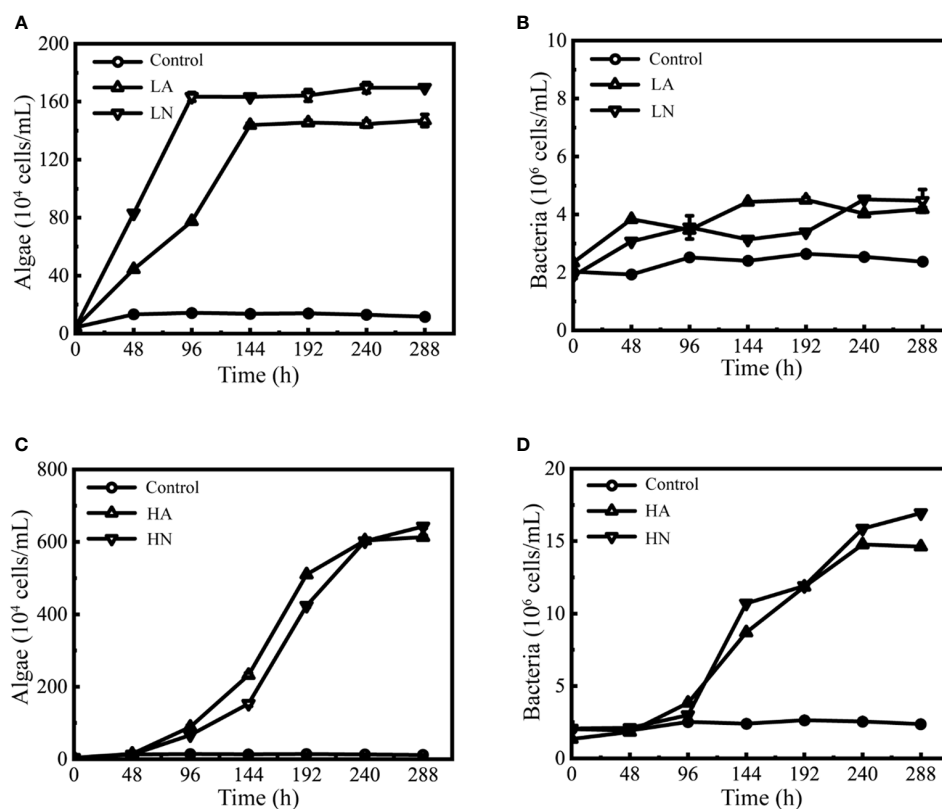 A
200
160
120
80
40
0
Algae (10⁴ cells/mL)
Control
LA
LN
0 48 96 144 192 240 288
Time (h)
B
10
8
6
4
2
0
Bacteria (10⁶ cells/mL)
Control
LA
LN
0 48 96 144 192 240 288
Time (h)
C
800
600
400
200
0
Algae (10⁴ cells/mL)
Control
HA
HN
0 48 96 144 192 240 288
Time (h)
D
20
15
10
5
0
Bacteria (10⁶ cells/mL)
Control
HA
HN
0 48 96 144 192 240 288
Time (h)